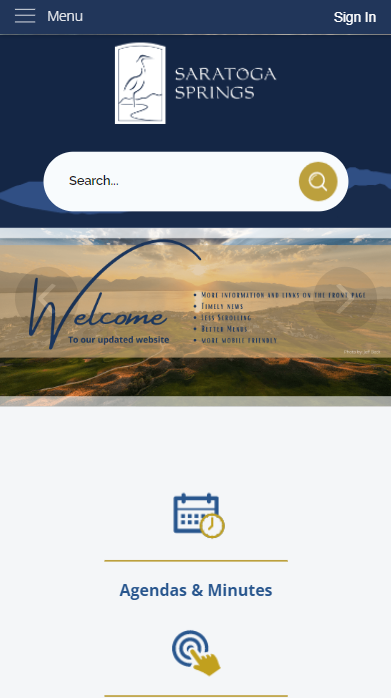 Menu
Sign In
SARATOGA
SPRINGS
Search...
Welcome
To our updated website
• More information and links on the front page
• Timely news
• Less Scrolling
• Better Menus
• more mobile friendly
Agendas & Minutes